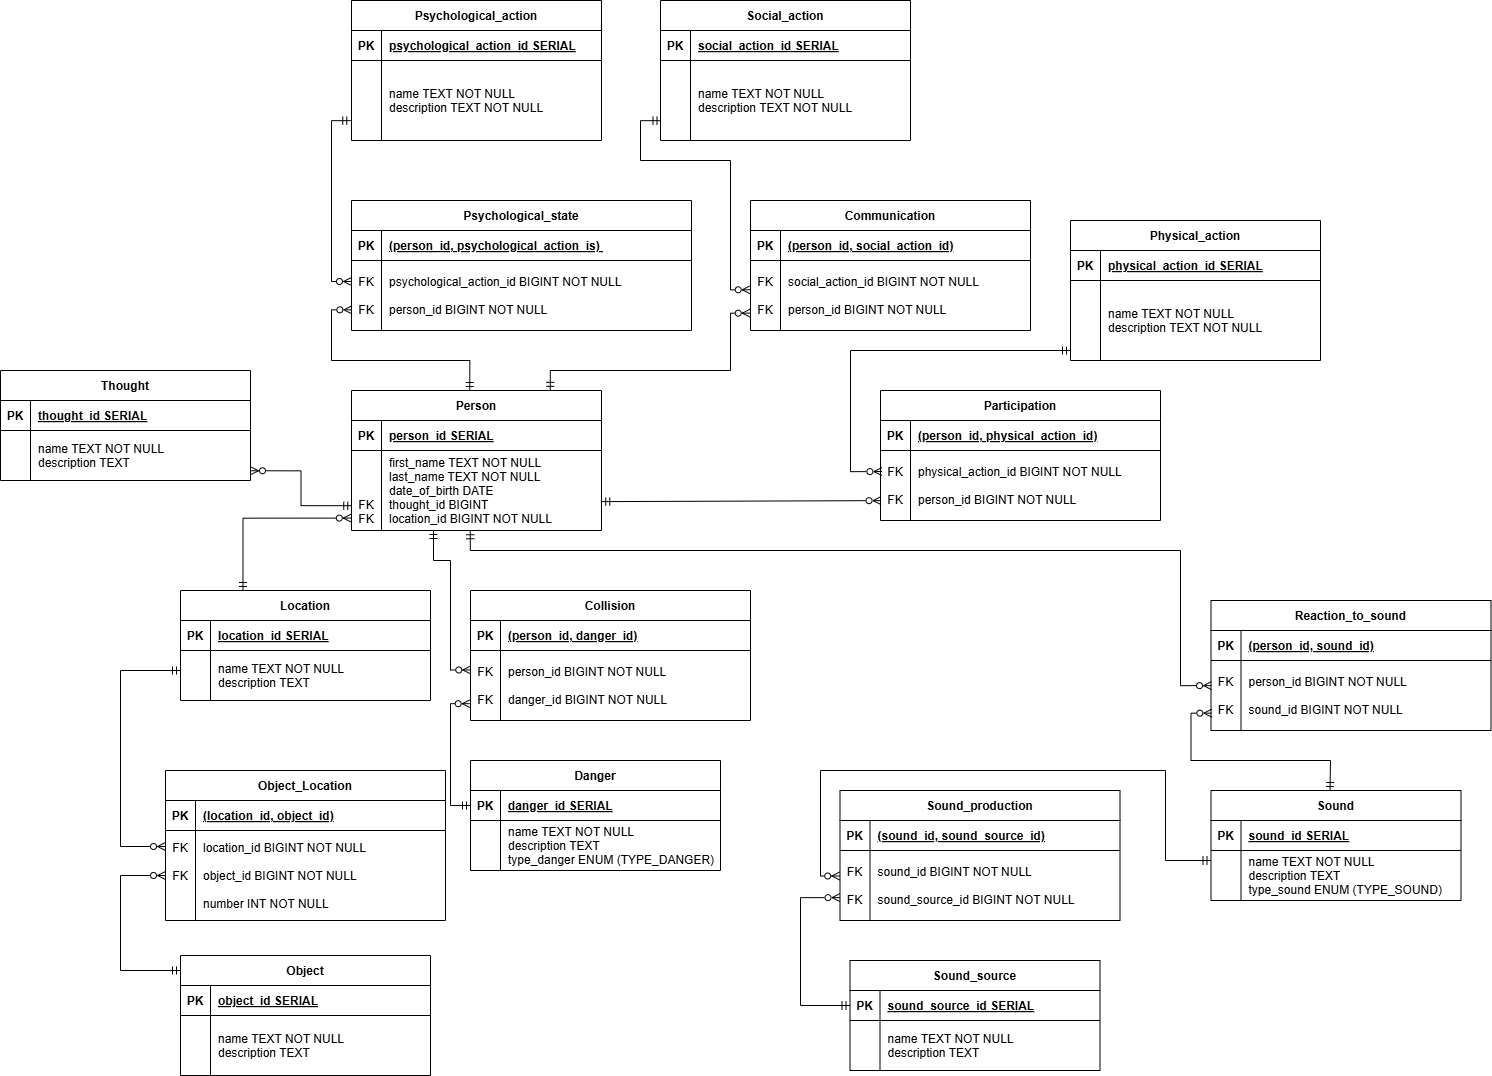 Psychological_action
PK psychological_action_id SERIAL
name TEXT NOT NULL
description TEXT NOT NULL
Social_action
PK social_action_id SERIAL
name TEXT NOT NULL
description TEXT NOT NULL
Psychological_state
PK (person_id, psychological_action_is)
FK psychological_action_id BIGINT NOT NULL
FK person_id BIGINT NOT NULL
Communication
PK (person_id, social_action_id)
FK social_action_id BIGINT NOT NULL
FK person_id BIGINT NOT NULL
Physical_action
PK physical_action_id SERIAL
name TEXT NOT NULL
description TEXT NOT NULL
Thought
PK thought_id SERIAL
name TEXT NOT NULL
description TEXT
Person
PK person_id SERIAL
first_name TEXT NOT NULL
last_name TEXT NOT NULL
date_of_birth DATE
FK thought_id BIGINT
FK location_id BIGINT NOT NULL
Participation
PK (person_id, physical_action_id)
FK physical_action_id BIGINT NOT NULL
FK person_id BIGINT NOT NULL
Location
PK location_id SERIAL
name TEXT NOT NULL
description TEXT
Collision
PK (person_id, danger_id)
FK person_id BIGINT NOT NULL
FK danger_id BIGINT NOT NULL
Reaction_to_sound
PK (person_id, sound_id)
FK person_id BIGINT NOT NULL
FK sound_id BIGINT NOT NULL
Object_Location
PK (location_id, object_id)
FK location_id BIGINT NOT NULL
FK object_id BIGINT NOT NULL
number INT NOT NULL
Danger
PK danger_id SERIAL
name TEXT NOT NULL
description TEXT
type_danger ENUM (TYPE_DANGER)
Sound_production
PK (sound_id, sound_source_id)
FK sound_id BIGINT NOT NULL
FK sound_source_id BIGINT NOT NULL
Sound
PK sound_id SERIAL
name TEXT NOT NULL
description TEXT
type_sound ENUM (TYPE_SOUND)
Object
PK object_id SERIAL
name TEXT NOT NULL
description TEXT
Sound_source
PK sound_source_id SERIAL
name TEXT NOT NULL
description TEXT